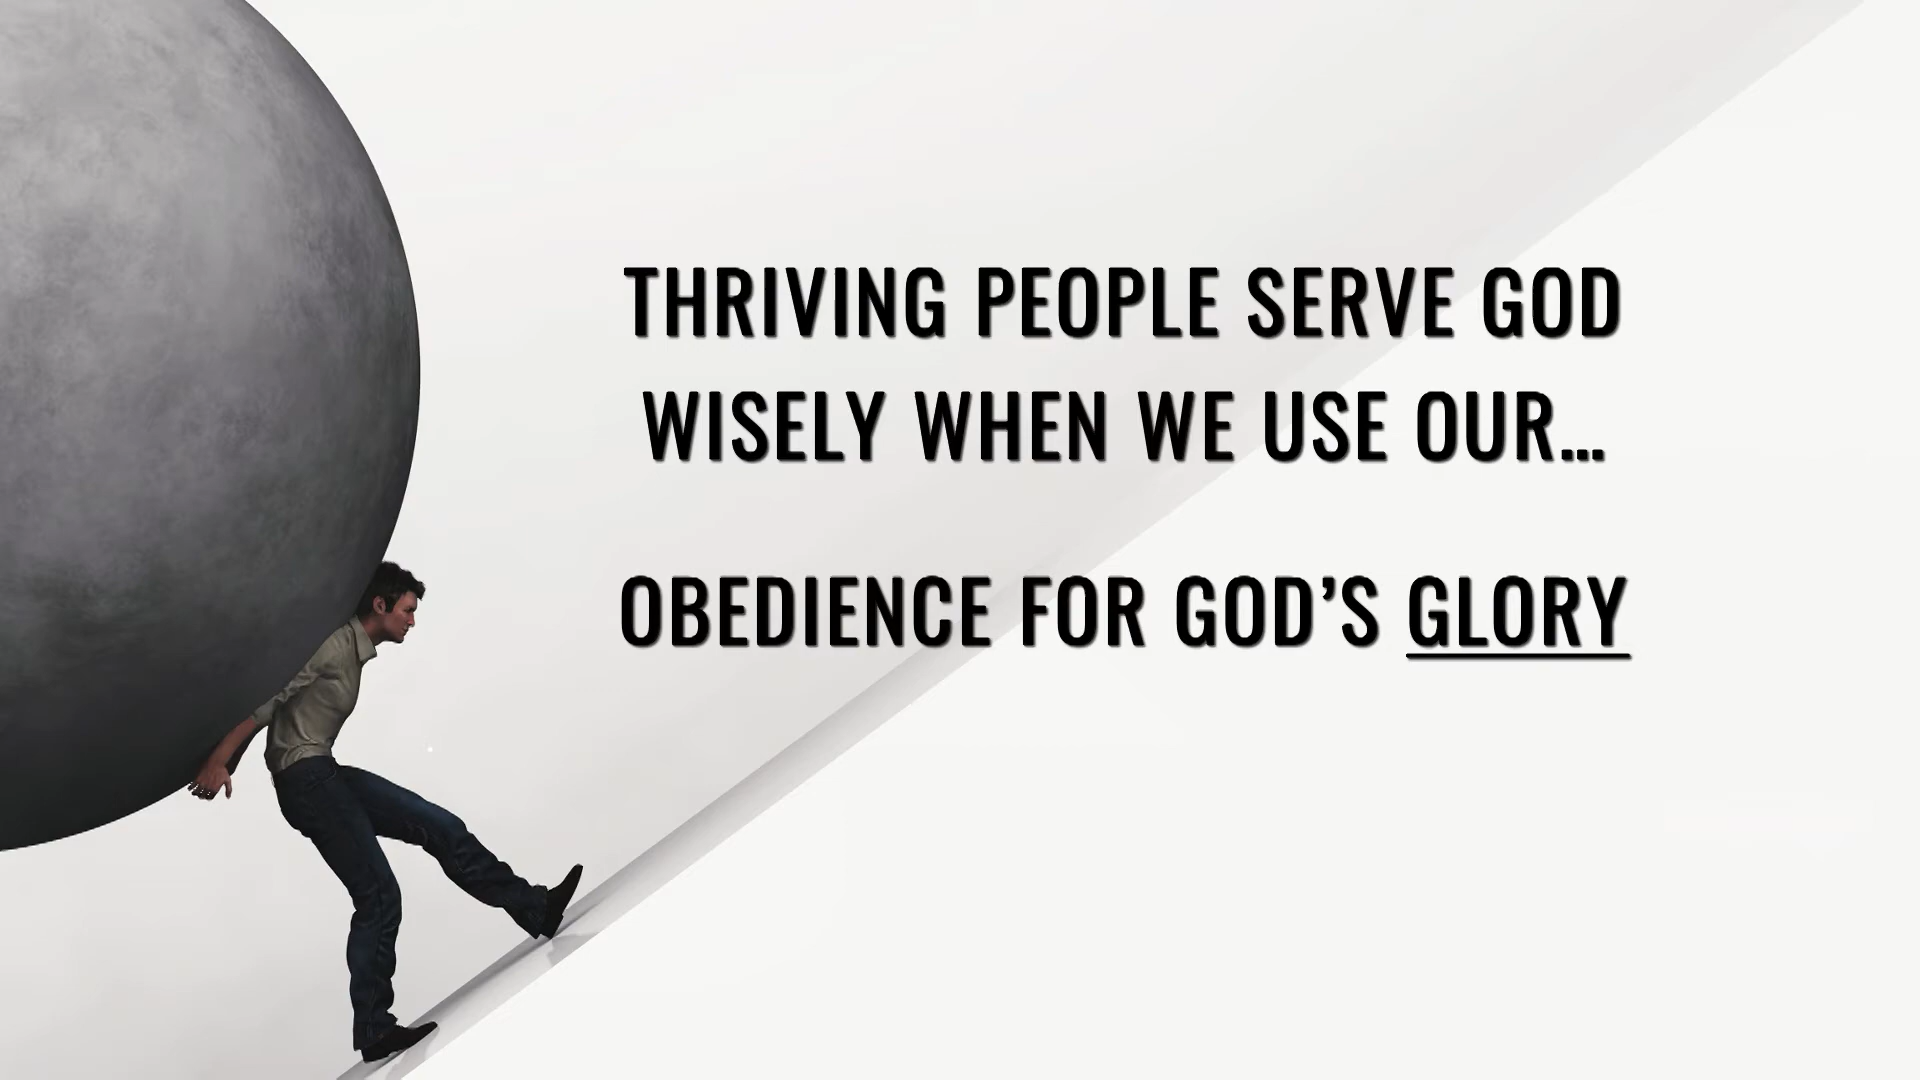 THRIVING PEOPLE SERVE GOD
WISELY WHEN WE USE OUR…
OBEDIENCE FOR GOD’S GLORY